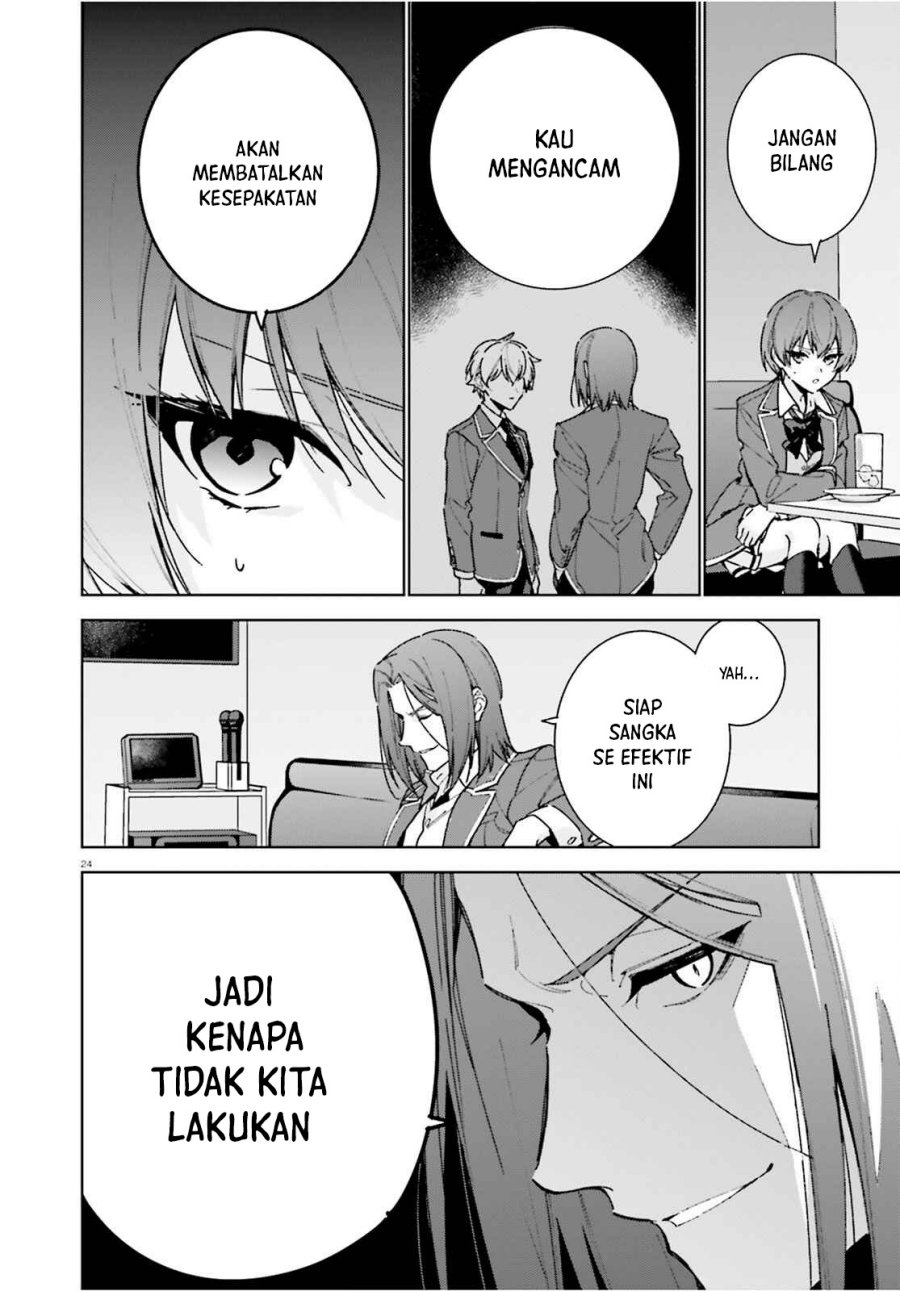 JANGAN
BILANG
KAU
MENGANCAM
AKAN
MEMBATALKAN
KESEPAKATAN
YAH...
SIAP
SANGKA
SE EFEKTIF
INI
24
JADI
KENAPA
TIDAK KITA
LAKUKAN